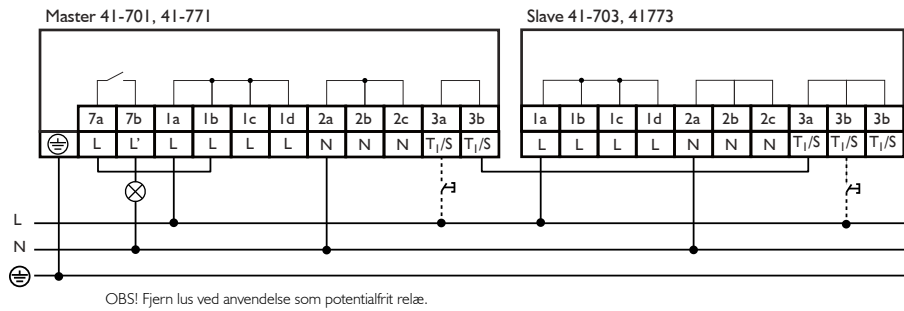 Master 41-701, 41-771
Slave 41-703, 41773
7a 7b 1a 1b 1c 1d 2a 2b 2c 3a 3b
L L' L L L L N N N T1/S T1/S
1a 1b 1c 1d 2a 2b 2c 3a 3b 3b
L L L L N N N T1/S T1/S T1/S
L
N
OBS! Fjern lus ved anvendelse som potentialfrit relæ.